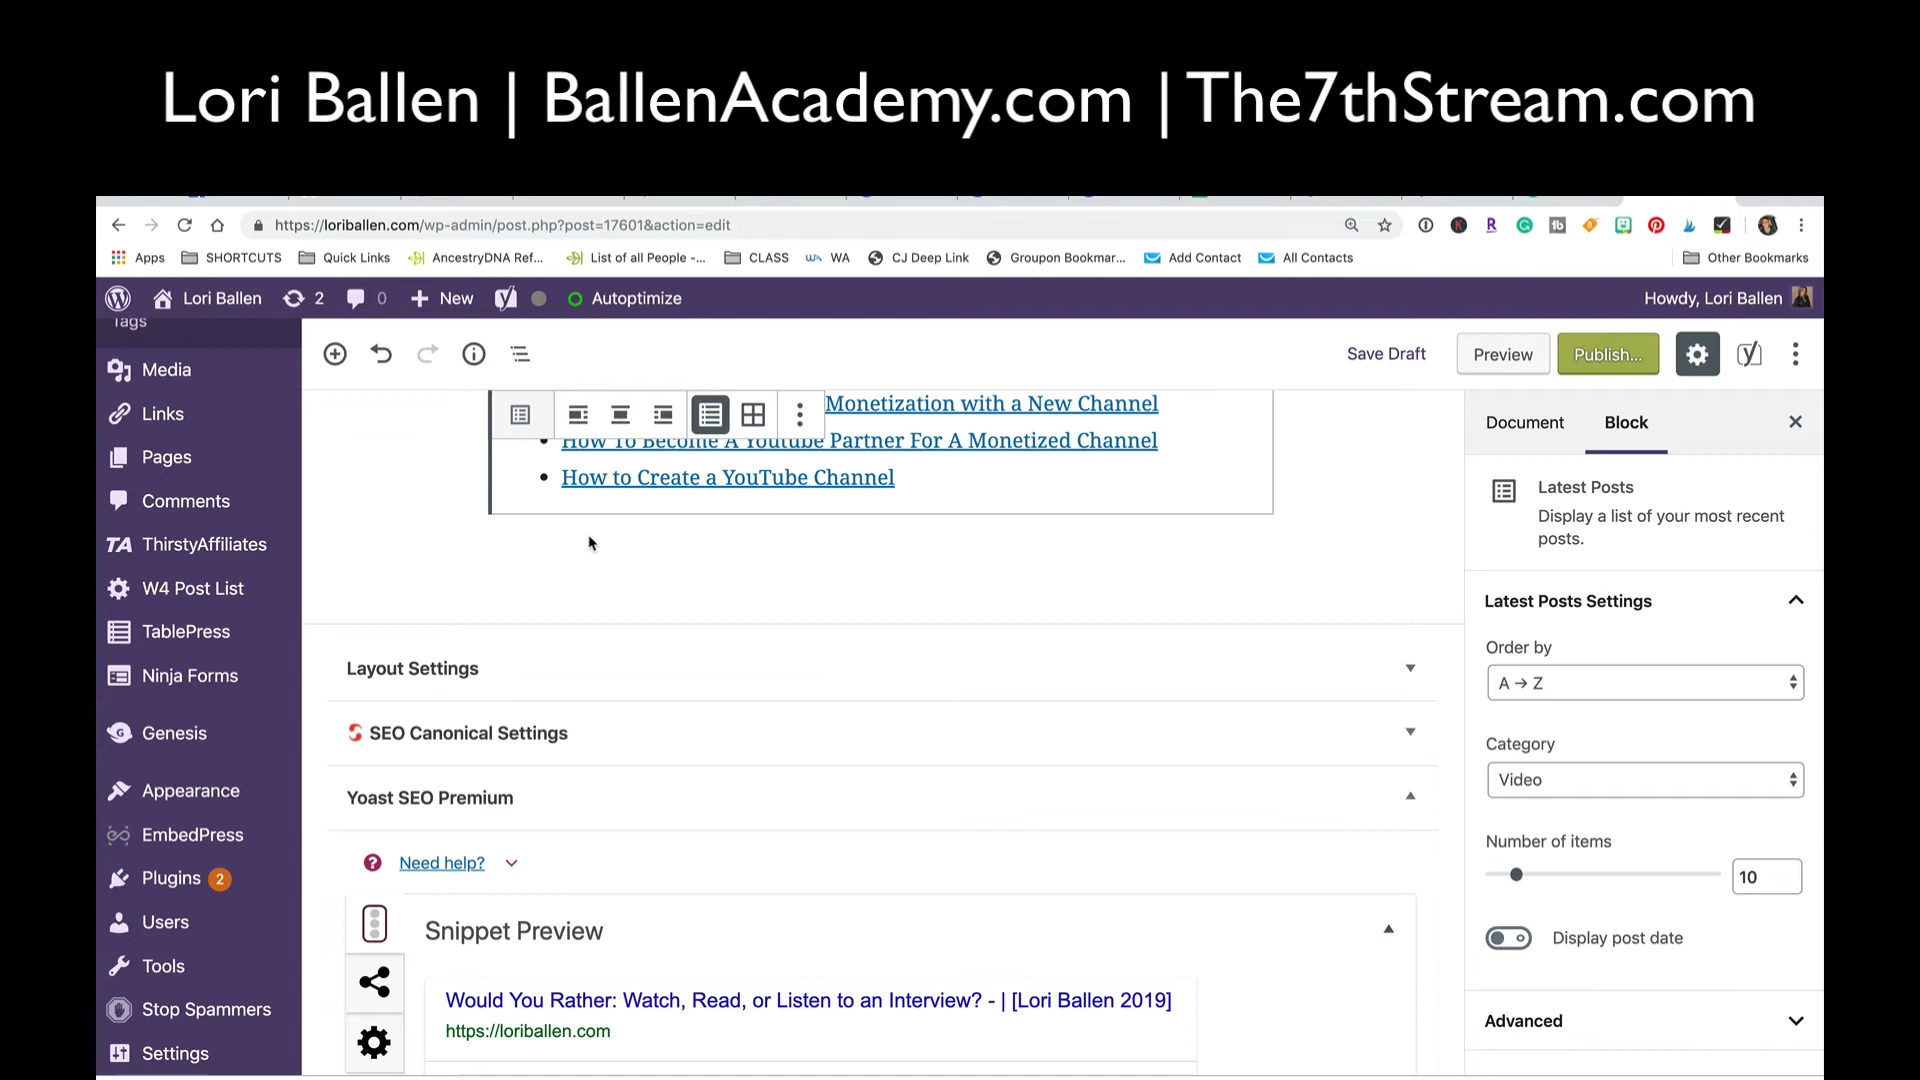 Lori Ballen | BallenAcademy.com | The7thStream.com
https://loriballen.com/wp-admin/post.php?post=17601&action=edit
Apps SHORTCUTS Quick Links AncestryDNA Ref... List of all People -... CLASS WA CJ Deep Link Groupon Bookmar... Add Contact All Contacts Other Bookmarks
Lori Ballen 2 0 New Autoptimize Howdy, Lori Ballen
Tags
Save Draft Preview Publish...
Media
Links
Pages
Comments
TA ThirstyAffiliates
W4 Post List
TablePress
Ninja Forms
Genesis
Appearance
EmbedPress
Plugins 2
Users
Tools
Stop Spammers
Settings
Monetization with a New Channel
How To Become A Youtube Partner For A Monetized Channel
How to Create a YouTube Channel
Layout Settings
SEO Canonical Settings
Yoast SEO Premium
Need help?
Snippet Preview
Would You Rather: Watch, Read, or Listen to an Interview? - | [Lori Ballen 2019]
https://loriballen.com
Document Block
Latest Posts
Display a list of your most recent
posts.
Latest Posts Settings
Order by
A → Z
Category
Video
Number of items
10
Display post date
Advanced